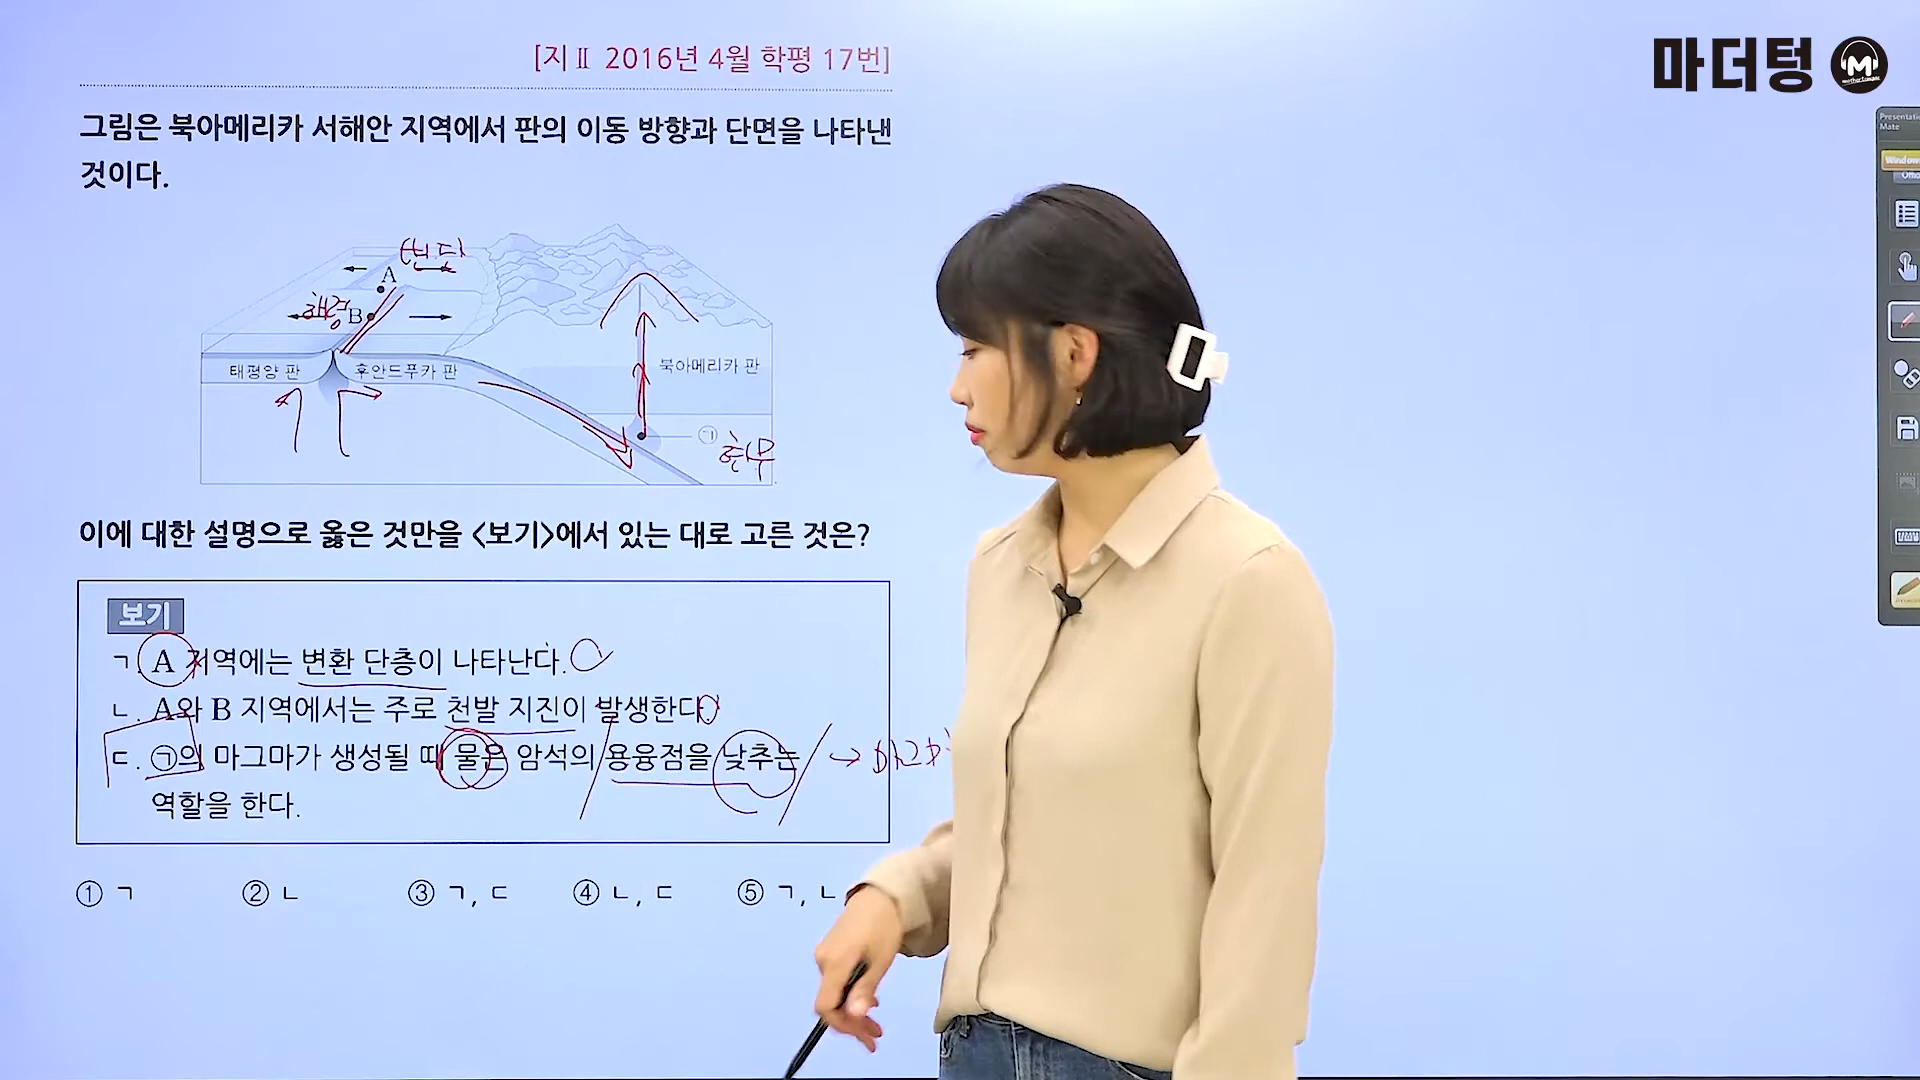 [지Ⅱ 2016년 4월 학평 17번]
마더텅
M
Presentation
Mate
Window
그림은 북아메리카 서해안 지역에서 판의 이동 방향과 단면을 나타낸
것이다.
A
해령 B
태평양 판
후안드푸카 판
북아메리카 판
㉠
현무
이에 대한 설명으로 옳은 것만을 <보기>에서 있는 대로 고른 것은?
보기
ㄱ. A 지역에는 변환 단층이 나타난다.
ㄴ. A와 B 지역에서는 주로 천발 지진이 발생한다.
ㄷ. ㉠의 마그마가 생성될 때 물은 암석의 용융점을 낮추는
역할을 한다.
① ㄱ ② ㄴ ③ ㄱ, ㄷ ④ ㄴ, ㄷ ⑤ ㄱ, ㄴ